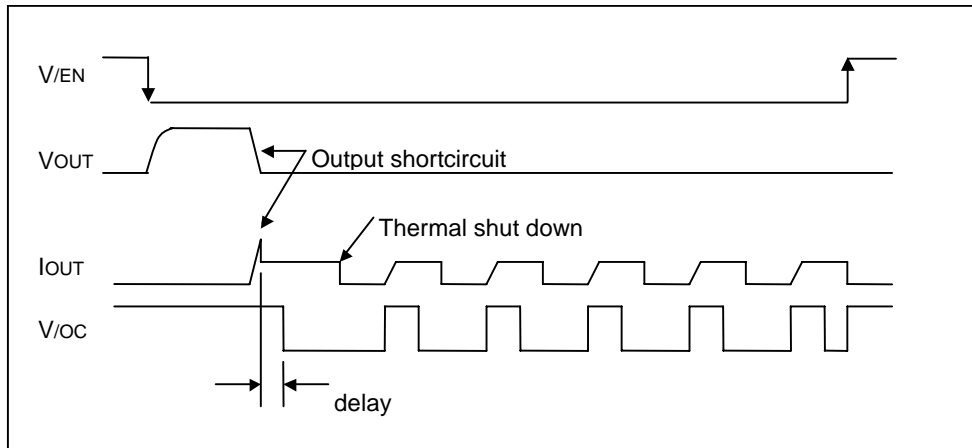 V/EN
VOUT
Output shortcircuit
Thermal shut down
IOUT
V/OC
delay